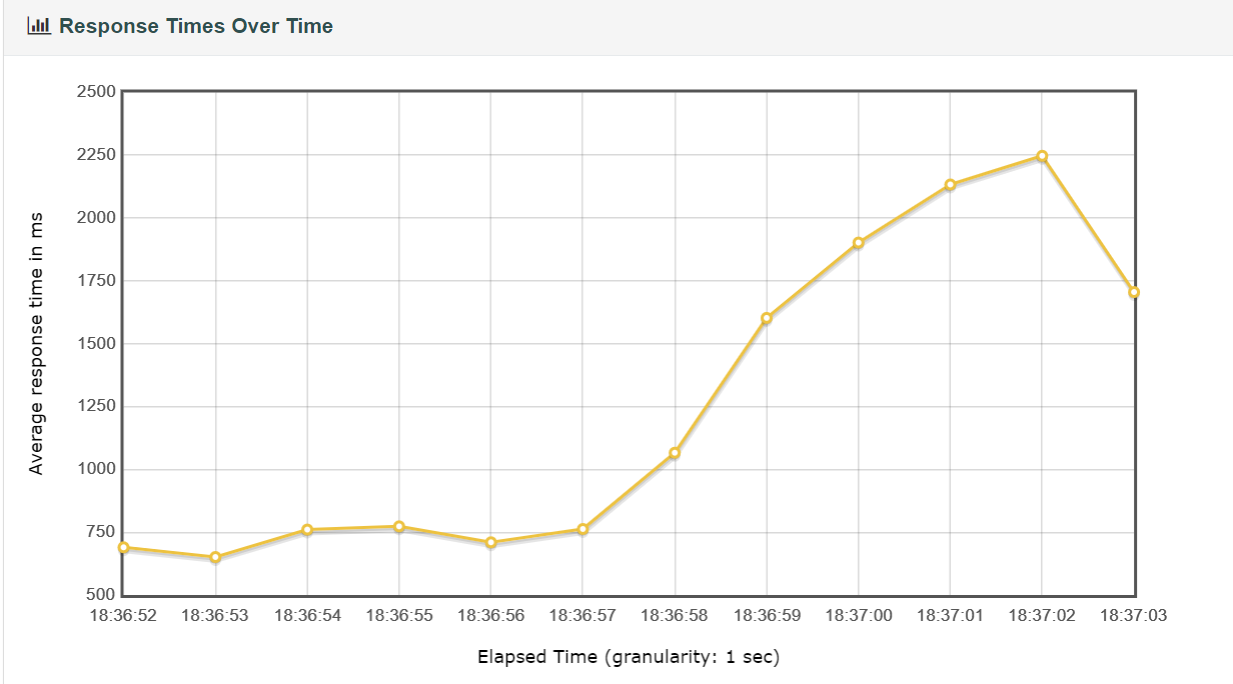 Response Times Over Time
2500
2250
2000
1750
1500
1250
1000
750
500
Average response time in ms
18:36:52 18:36:53 18:36:54 18:36:55 18:36:56 18:36:57 18:36:58 18:36:59 18:37:00 18:37:01 18:37:02 18:37:03
Elapsed Time (granularity: 1 sec)